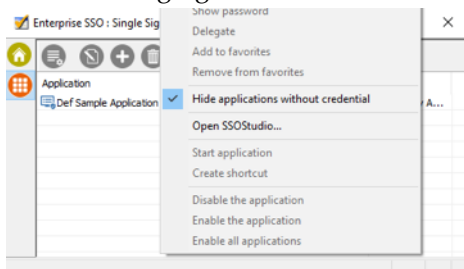 Enterprise SSO : Single Sig
Show password
Delegate
Add to favorites
Remove from favorites
Application
Def Sample Application
Hide applications without credential
A...
Open SSOStudio...
Start application
Create shortcut
Disable the application
Enable the application
Enable all applications